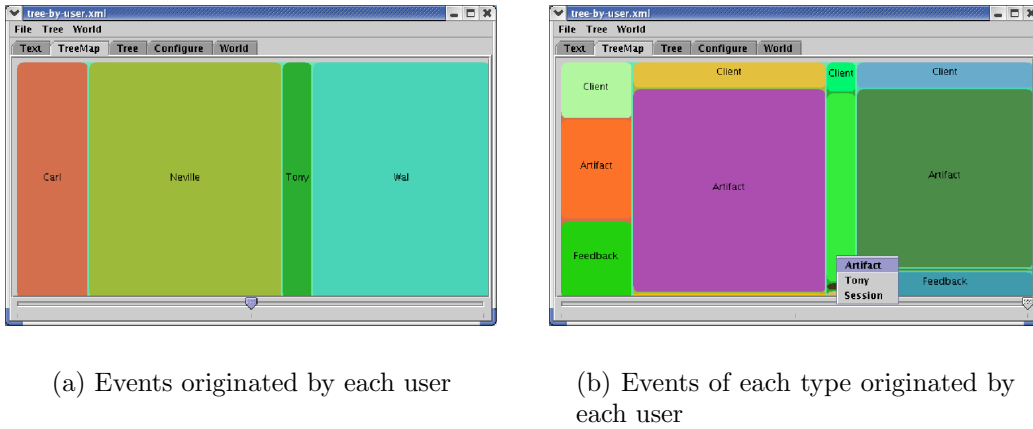 tree-by-user.xml
File Tree World
Text TreeMap Tree Configure World
Carl Neville Tony Wal
(a) Events originated by each user
tree-by-user.xml
File Tree World
Text TreeMap Tree Configure World
Client Client Client Client
Artifact Artifact Artifact
Feedback Feedback
Artifact
Tony
Session
(b) Events of each type originated by
each user